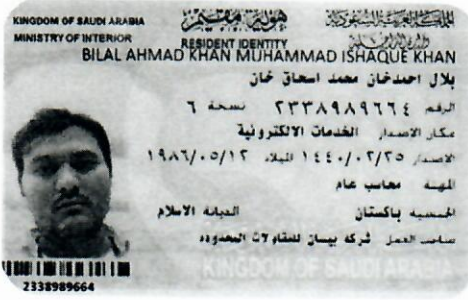 KINGDOM OF SAUDI ARABIA
MINISTRY OF INTERIOR
هوية مقيم
RESIDENT IDENTITY
المملكة العربية السعودية
وزارة الداخلية
BILAL AHMAD KHAN MUHAMMAD ISHAQUE KHAN
بلال احمدخان محمد اسحاق خان
الرقم ٢٣٣٨٩٨٩٦٦٤ نسخة ٦
مكان الاصدار الخدمات الالكترونية
الاصدار ١٤٤٠/٠٢/٢٥ الميلاد ١٩٨٦/٠٥/١٢
المهنة محاسب عام
الجنسية باكستان الديانة الاسلام
صاحب العمل شركة بيسان للمقاولات المحدوده
KINGDOM OF SAUDI ARABIA
2338989664